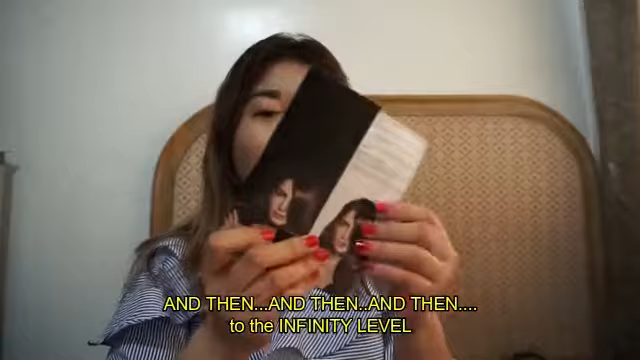 AND THEN...AND THEN..AND THEN....
to the INFINITY LEVEL